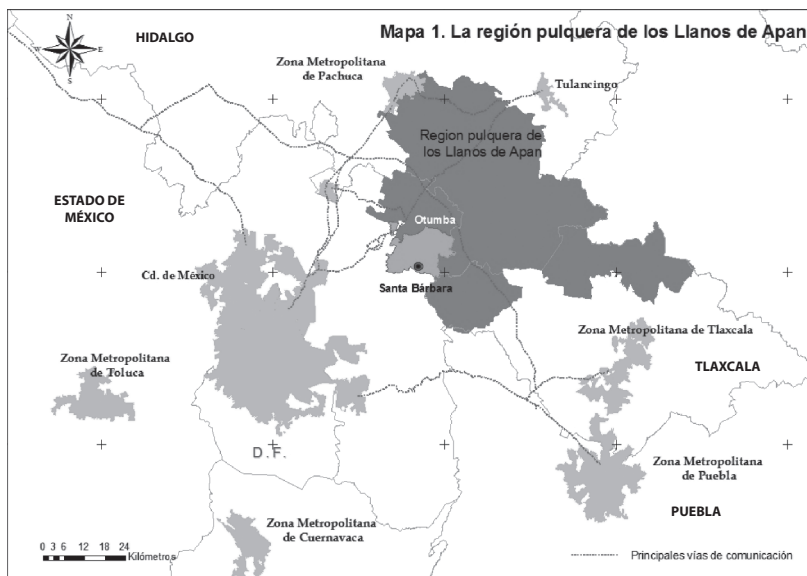 Mapa 1. La región pulquera de los Llanos de Apan
N
W E
S
HIDALGO
Zona Metropolitana
de Pachuca
Tulancingo
Region pulquera de
los Llanos de Apan
ESTADO DE
MÉXICO
Otumba
Cd. de México
Santa Bárbara
Zona Metropolitana de Tlaxcala
Zona Metropolitana
de Toluca
TLAXCALA
D.F.
Zona Metropolitana
de Puebla
PUEBLA
Zona Metropolitana
de Cuernavaca
0 3 6 12 18 24
Kilómetros
Principales vías de comunicación